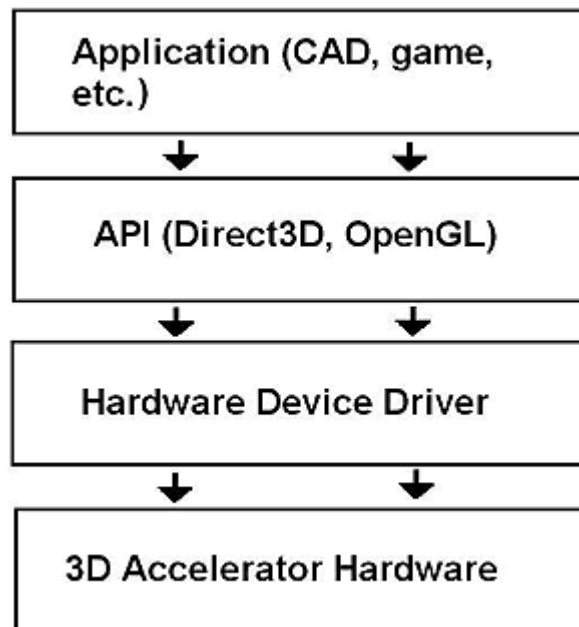 Application (CAD, game,
etc.)
API (Direct3D, OpenGL)
Hardware Device Driver
3D Accelerator Hardware